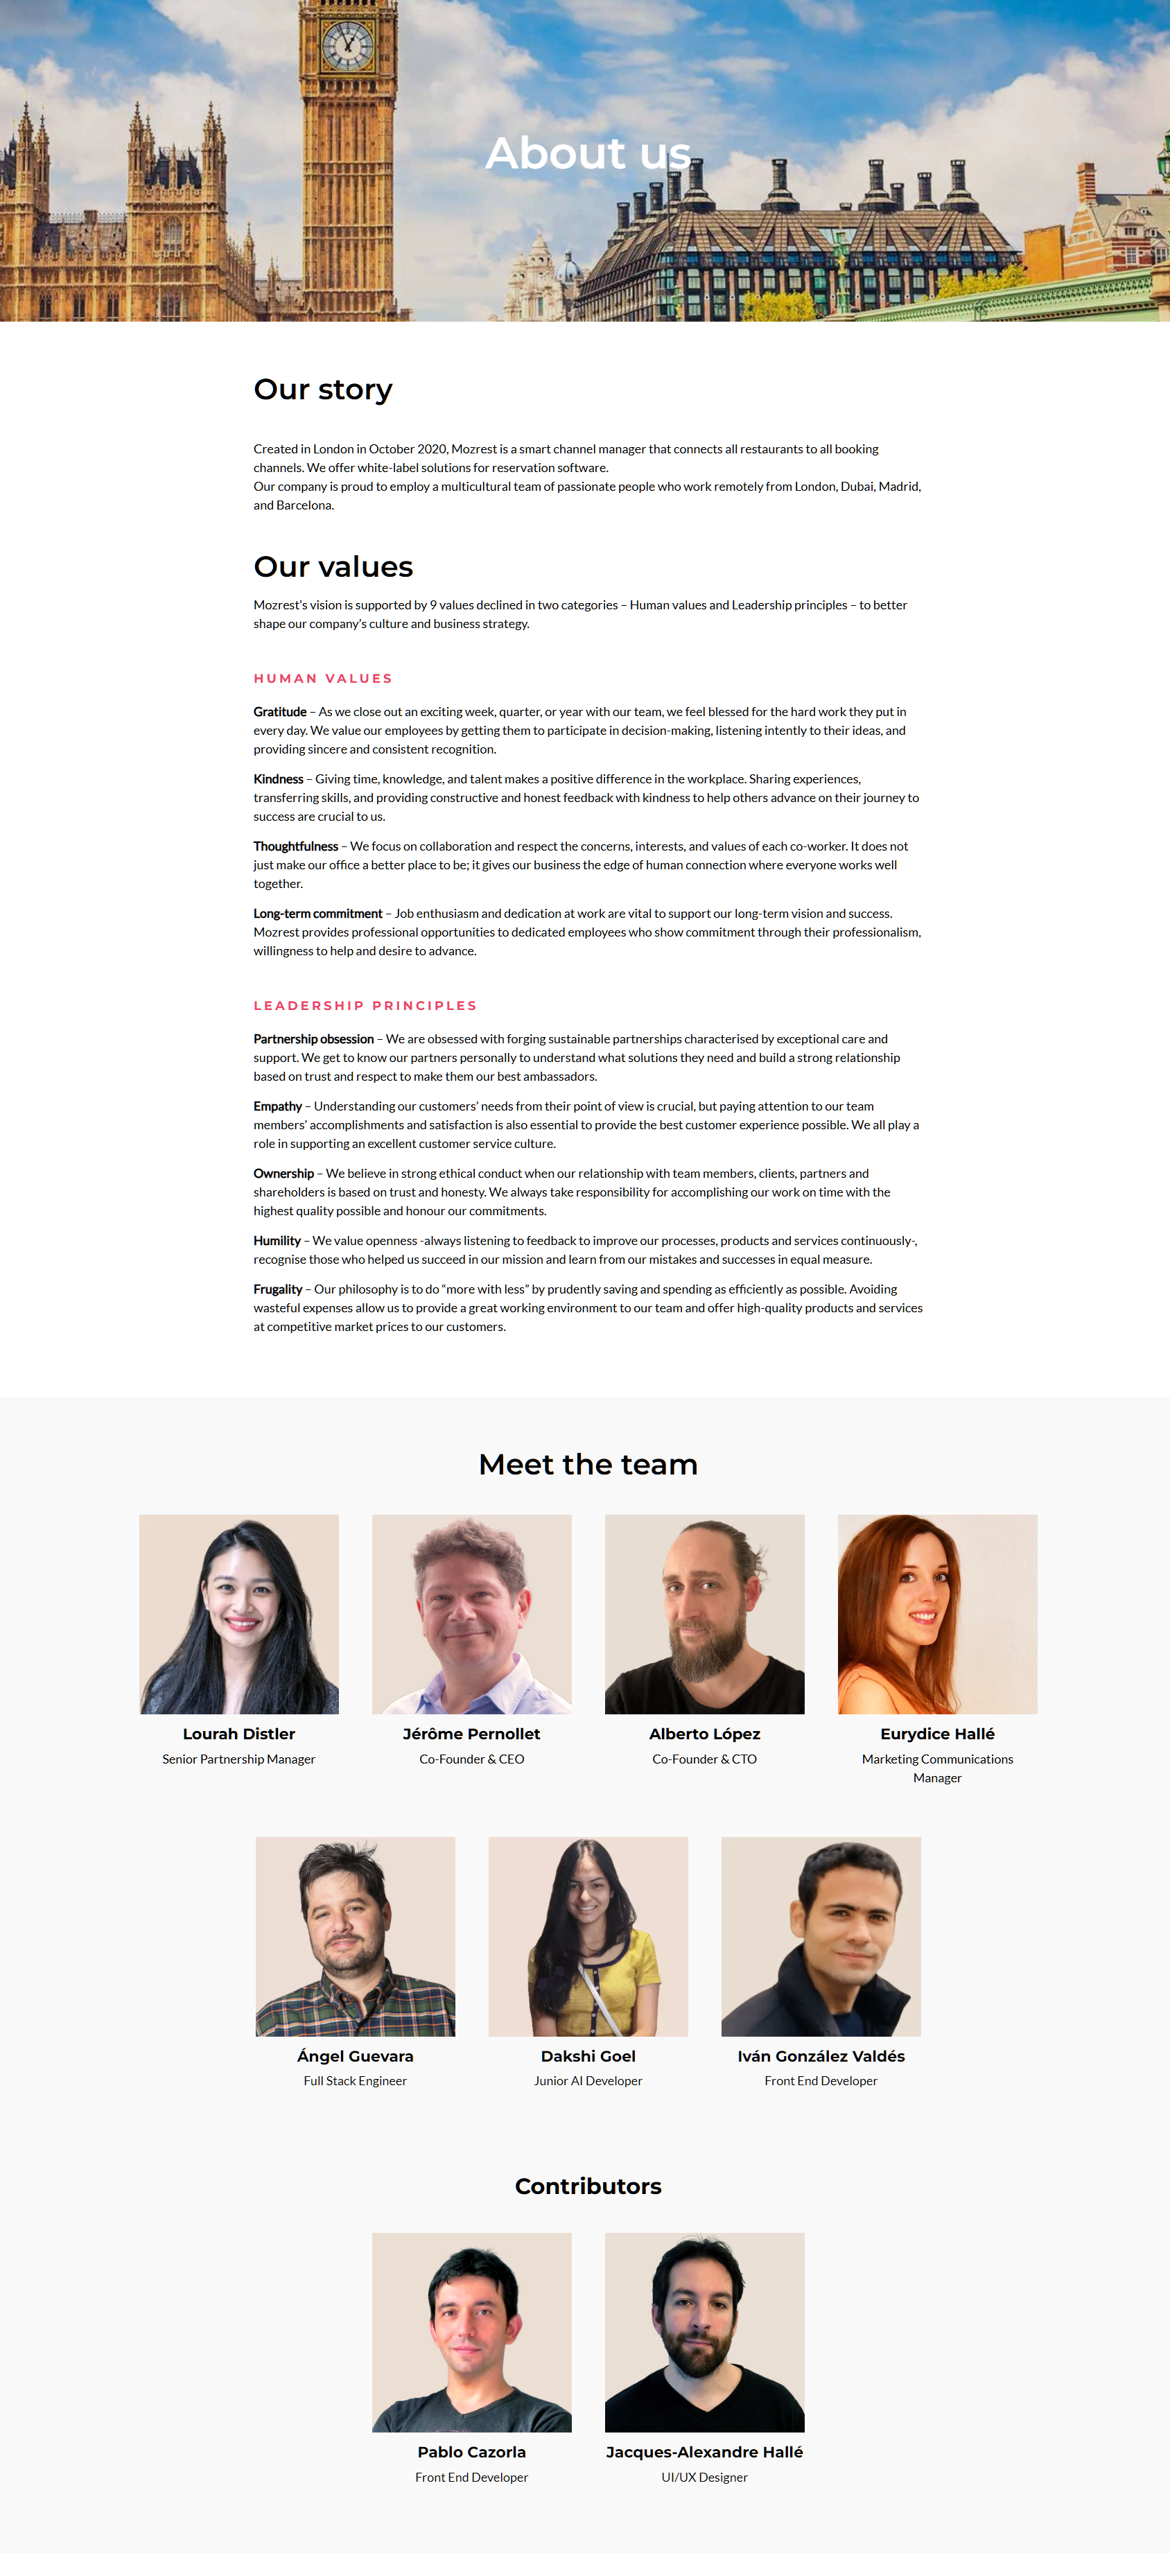 About us
Our story
Created in London in October 2020, Mozrest is a smart channel manager that connects all restaurants to all booking
channels. We offer white-label solutions for reservation software.
Our company is proud to employ a multicultural team of passionate people who work remotely from London, Dubai, Madrid,
and Barcelona.
Our values
Mozrest's vision is supported by 9 values declined in two categories – Human values and Leadership principles – to better
shape our company's culture and business strategy.
HUMAN VALUES
Gratitude – As we close out an exciting week, quarter, or year with our team, we feel blessed for the hard work they put in
every day. We value our employees by getting them to participate in decision-making, listening intently to their ideas, and
providing sincere and consistent recognition.
Kindness – Giving time, knowledge, and talent makes a positive difference in the workplace. Sharing experiences,
transferring skills, and providing constructive and honest feedback with kindness to help others advance on their journey to
success are crucial to us.
Thoughtfulness – We focus on collaboration and respect the concerns, interests, and values of each co-worker. It does not
just make our office a better place to be; it gives our business the edge of human connection where everyone works well
together.
Long-term commitment – Job enthusiasm and dedication at work are vital to support our long-term vision and success.
Mozrest provides professional opportunities to dedicated employees who show commitment through their professionalism,
willingness to help and desire to advance.
LEADERSHIP PRINCIPLES
Partnership obsession – We are obsessed with forging sustainable partnerships characterised by exceptional care and
support. We get to know our partners personally to understand what solutions they need and build a strong relationship
based on trust and respect to make them our best ambassadors.
Empathy – Understanding our customers' needs from their point of view is crucial, but paying attention to our team
members' accomplishments and satisfaction is also essential to provide the best customer experience possible. We all play a
role in supporting an excellent customer service culture.
Ownership – We believe in strong ethical conduct when our relationship with team members, clients, partners and
shareholders is based on trust and honesty. We always take responsibility for accomplishing our work on time with the
highest quality possible and honour our commitments.
Humility – We value openness -always listening to feedback to improve our processes, products and services continuously-,
recognise those who helped us succeed in our mission and learn from our mistakes and successes in equal measure.
Frugality – Our philosophy is to do “more with less” by prudently saving and spending as efficiently as possible. Avoiding
wasteful expenses allow us to provide a great working environment to our team and offer high-quality products and services
at competitive market prices to our customers.
Meet the team
Lourah Distler
Senior Partnership Manager
Jérôme Pernollet
Co-Founder & CEO
Alberto López
Co-Founder & CTO
Eurydice Hallé
Marketing Communications
Manager
Ángel Guevara
Full Stack Engineer
Dakshi Goel
Junior AI Developer
Iván González Valdés
Front End Developer
Contributors
Pablo Cazorla
Front End Developer
Jacques-Alexandre Hallé
UI/UX Designer